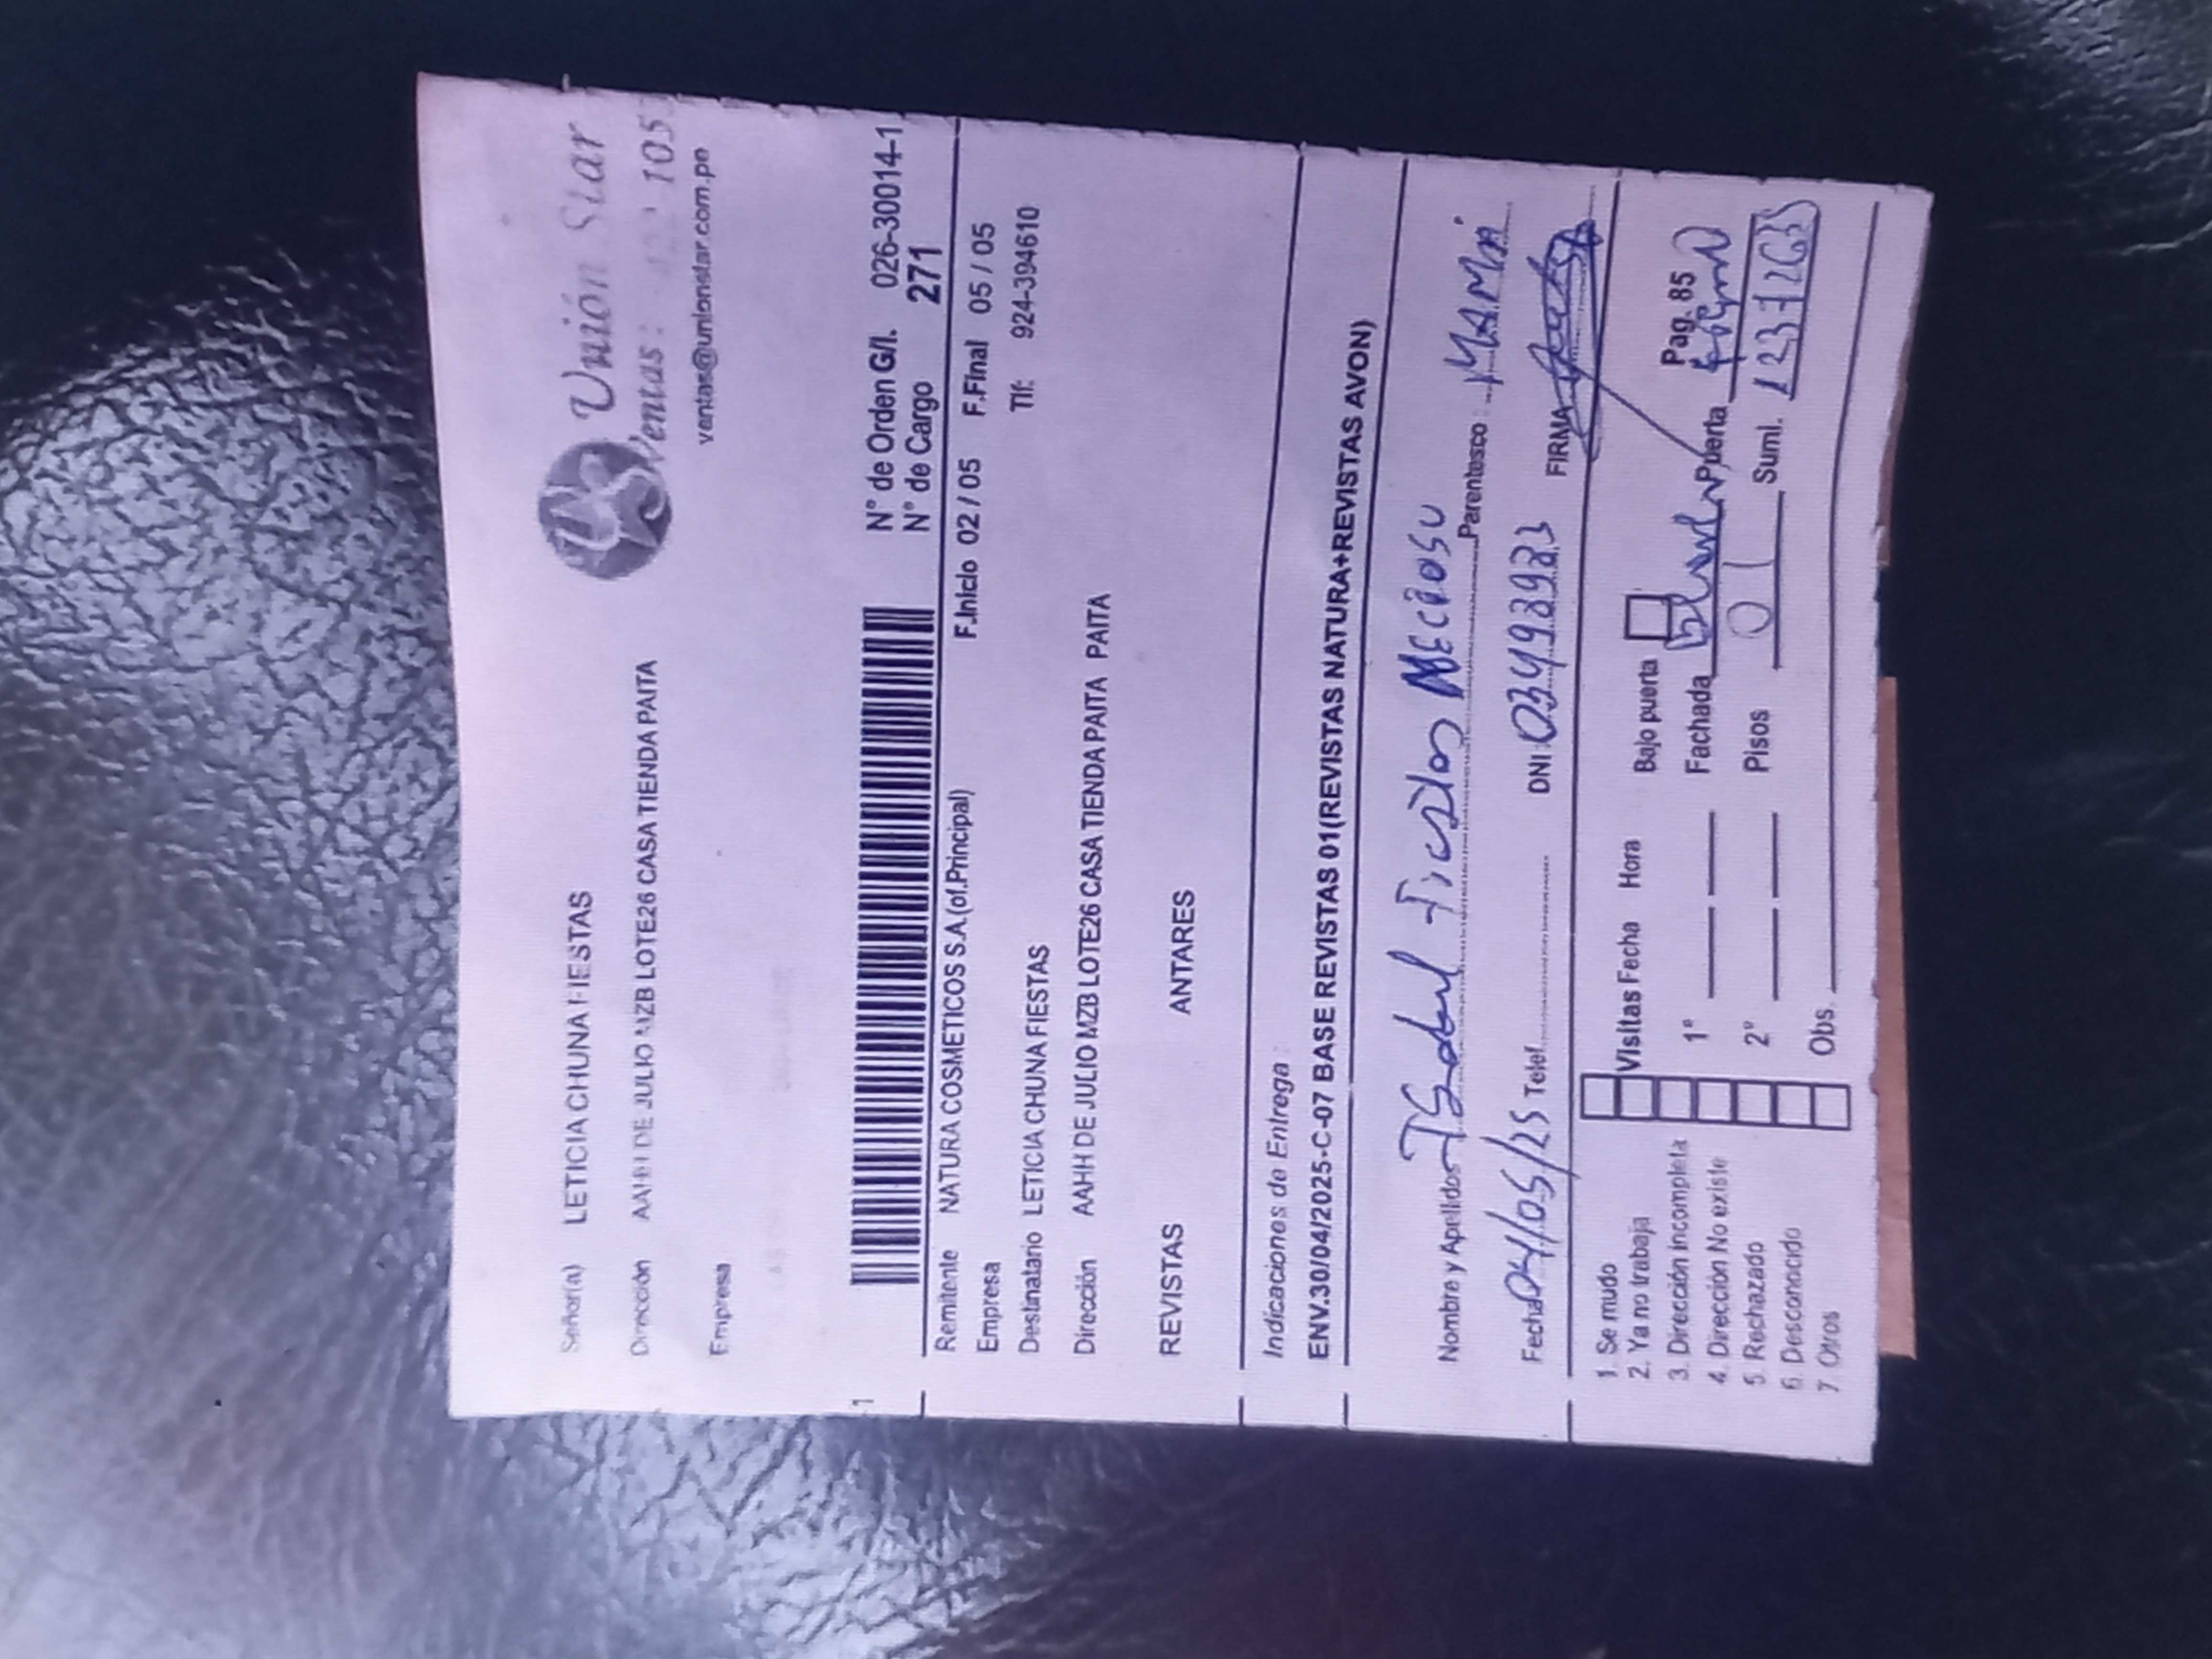 Señor(a) LETICIA CHUNA FIESTAS
Unión Star
Dirección AAHH DE JULIO MZB LOTE26 CASA TIENDA PAITA
Ventas: 105
Empresa
ventas@unionstar.com.pe
N° de Orden G/I. 026-30014-1
N° de Cargo 271
Remitente NATURA COSMETICOS S.A.(of.Principal)
F.Inicio 02 / 05 F.Final 05 / 05
Empresa
Destinatario LETICIA CHUNA FIESTAS
Tlf: 924-394610
Dirección AAHH DE JULIO MZB LOTE26 CASA TIENDA PAITA PAITA
REVISTAS ANTARES
Indicaciones de Entrega :
ENV.30/04/2025-C-07 BASE REVISTAS 01(REVISTAS NATURA+REVISTAS AVON)
Nombre y Apellidos Parentesco : MAMá
Fecha 04/05/25 Telef. DNI FIRMA
1. Se mudo
2. Ya no trabaja
3. Dirección incompleta
4. Dirección No existe
5. Rechazado
6. Desconocido
7. Otros
Visitas Fecha Hora
1°
2°
Obs.
Bajo puerta
Pag. 85
Fachada Puerta
Pisos 01 Sumi.